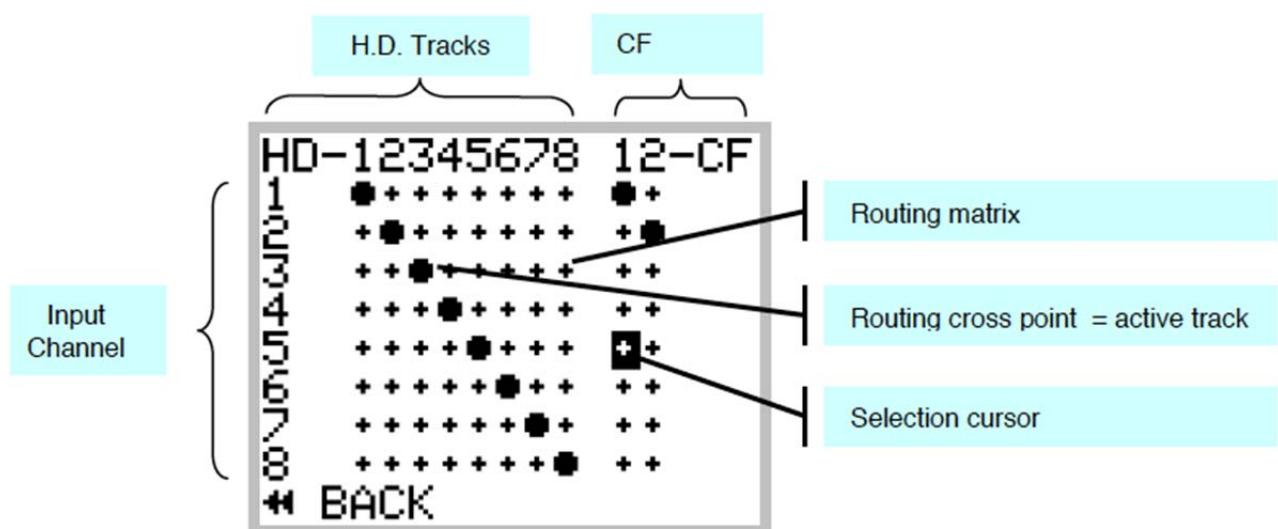 H.D. Tracks
CF
HD-12345678 12-CF
1
2
3
4
5
6
7
8
BACK
Input
Channel
Routing matrix
Routing cross point = active track
Selection cursor